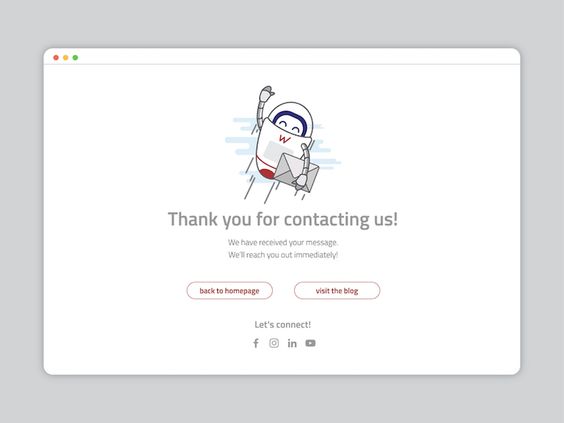 W
Thank you for contacting us!
We have received your message.
We'll reach you out immediately!
back to homepage
visit the blog
Let's connect!